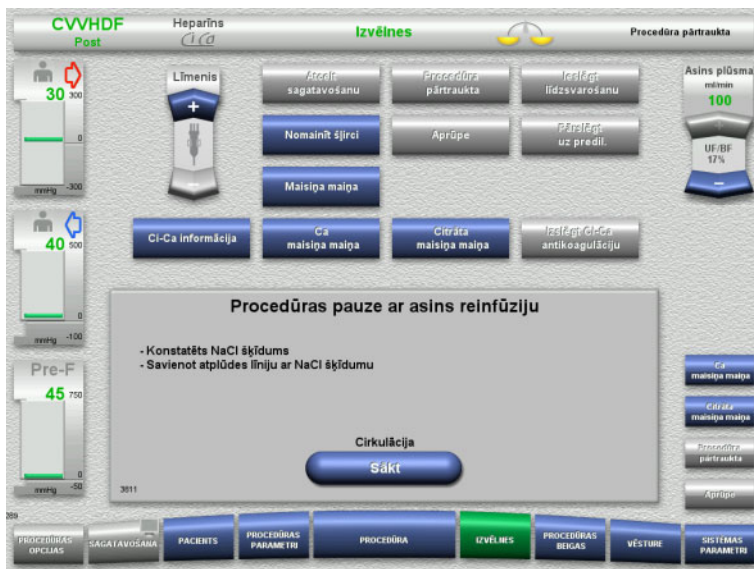 CVVHDF
Post
Heparīns
Ci Ca
Izvēlnes
Procedūra pārtraukta
30
300
0
mmHg
-300
Līmenis
+
−
Atcelt
sagatavošanu
Procedūra
pārtraukta
Ieslēgt
līdzsvarošanu
Nomainīt šļirci
Aprūpe
Pārslēgt
uz predil.
Maisiņa maiņa
Ci-Ca informācija
Ca
maisiņa maiņa
Citrāta
maisiņa maiņa
Izslēgt Ci-Ca
antikoagulāciju
Asins plūsma
ml/min
100
+
UF/BF
17%
−
40
500
0
mmHg
-100
Pre-F
45
750
0
mmHg
-50
Procedūras pauze ar asins reinfūziju
- Konstatēts NaCl šķīdums
- Savienot atplūdes līniju ar NaCl šķīdumu
Cirkulācija
Sākt
3811
Ca
maisiņa maiņa
Citrāta
maisiņa maiņa
Procedūra
pārtraukta
Aprūpe
289
PROCEDŪRAS
OPCIJAS
SAGATAVOŠANA
PACIENTS
PROCEDŪRAS
PARAMETRI
PROCEDŪRA
IZVĒLNES
PROCEDŪRAS
BEIGAS
VĒSTURE
SISTĒMAS
PARAMETRI